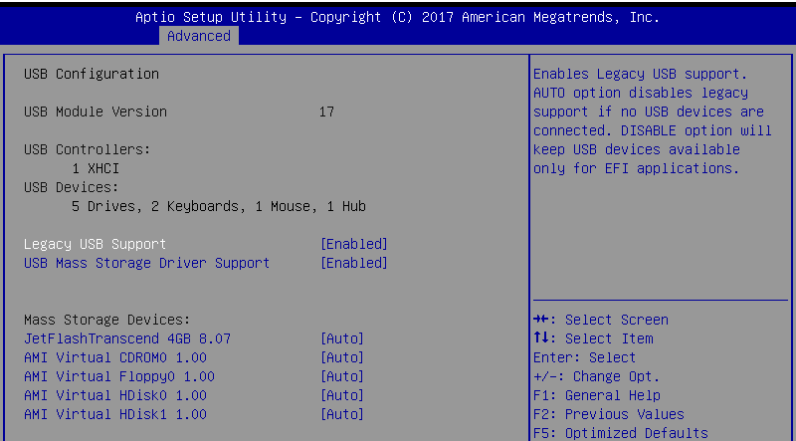 Aptio Setup Utility – Copyright (C) 2017 American Megatrends, Inc.
Advanced
USB Configuration
USB Module Version 17
USB Controllers:
1 XHCI
USB Devices:
5 Drives, 2 Keyboards, 1 Mouse, 1 Hub
Legacy USB Support [Enabled]
USB Mass Storage Driver Support [Enabled]
Mass Storage Devices:
JetFlashTranscend 4GB 8.07 [Auto]
AMI Virtual CDROM0 1.00 [Auto]
AMI Virtual Floppy0 1.00 [Auto]
AMI Virtual HDisk0 1.00 [Auto]
AMI Virtual HDisk1 1.00 [Auto]
Enables Legacy USB support.
AUTO option disables legacy
support if no USB devices are
connected. DISABLE option will
keep USB devices available
only for EFI applications.
→←: Select Screen
↑↓: Select Item
Enter: Select
+/-: Change Opt.
F1: General Help
F2: Previous Values
F5: Optimized Defaults